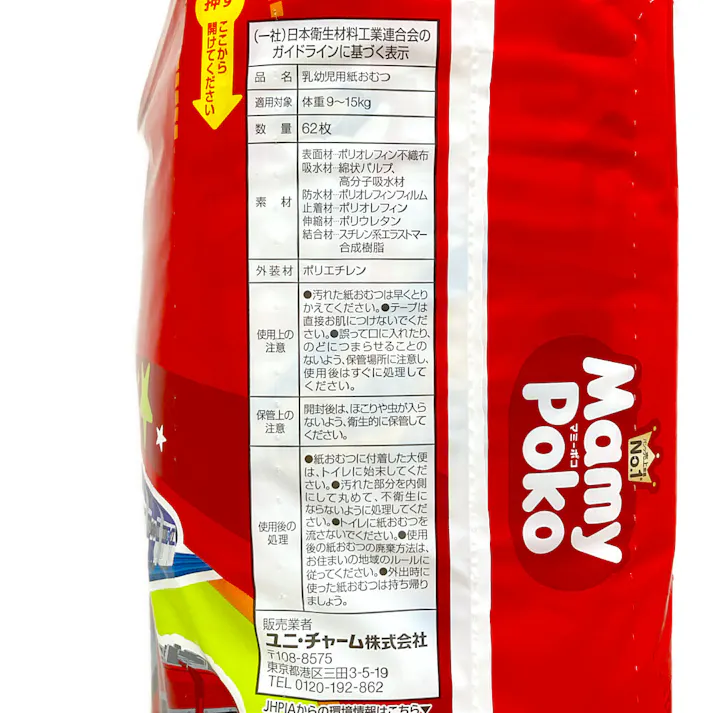 押す
ここから
開けてください
(一社)日本衛生材料工業連合会の
ガイドラインに基づく表示
品 名 乳幼児用紙おむつ
適用対象 体重9〜15kg
数 量 62枚
素 材
表面材…ポリオレフィン不織布
吸水材…綿状パルプ、
高分子吸水材
防水材…ポリオレフィンフィルム
止着材…ポリオレフィン
伸縮材…ポリウレタン
結合材…スチレン系エラストマー
合成樹脂
外装材 ポリエチレン
使用上の
注意
●汚れた紙おむつは早くとり
かえてください。●テープは
直接お肌につけないでくだ
さい。●誤って口に入れたり、
のどにつまらせることの
ないよう、保管場所に注意し、
使用後はすぐに処理して
ください。
保管上の
注意
開封後は、ほこりや虫が入ら
ないよう、衛生的に保管して
ください。
使用後の
処理
●紙おむつに付着した大便
は、トイレに始末してくだ
さい。●汚れた部分を内側
にして丸めて、不衛生に
ならないように処理してくだ
さい。●トイレに紙おむつを
流さないでください。●使用
後の紙おむつの廃棄方法は、
お住まいの地域のルールに
従ってください。●外出時に
使った紙おむつは持ち帰り
ましょう。
販売業者
ユニ・チャーム株式会社
〒108-8575
東京都港区三田3-5-19
TEL 0120-192-862
JHPIAからの環境情報はこちら▼
Mamy
Poko
マミーポコ
No.1